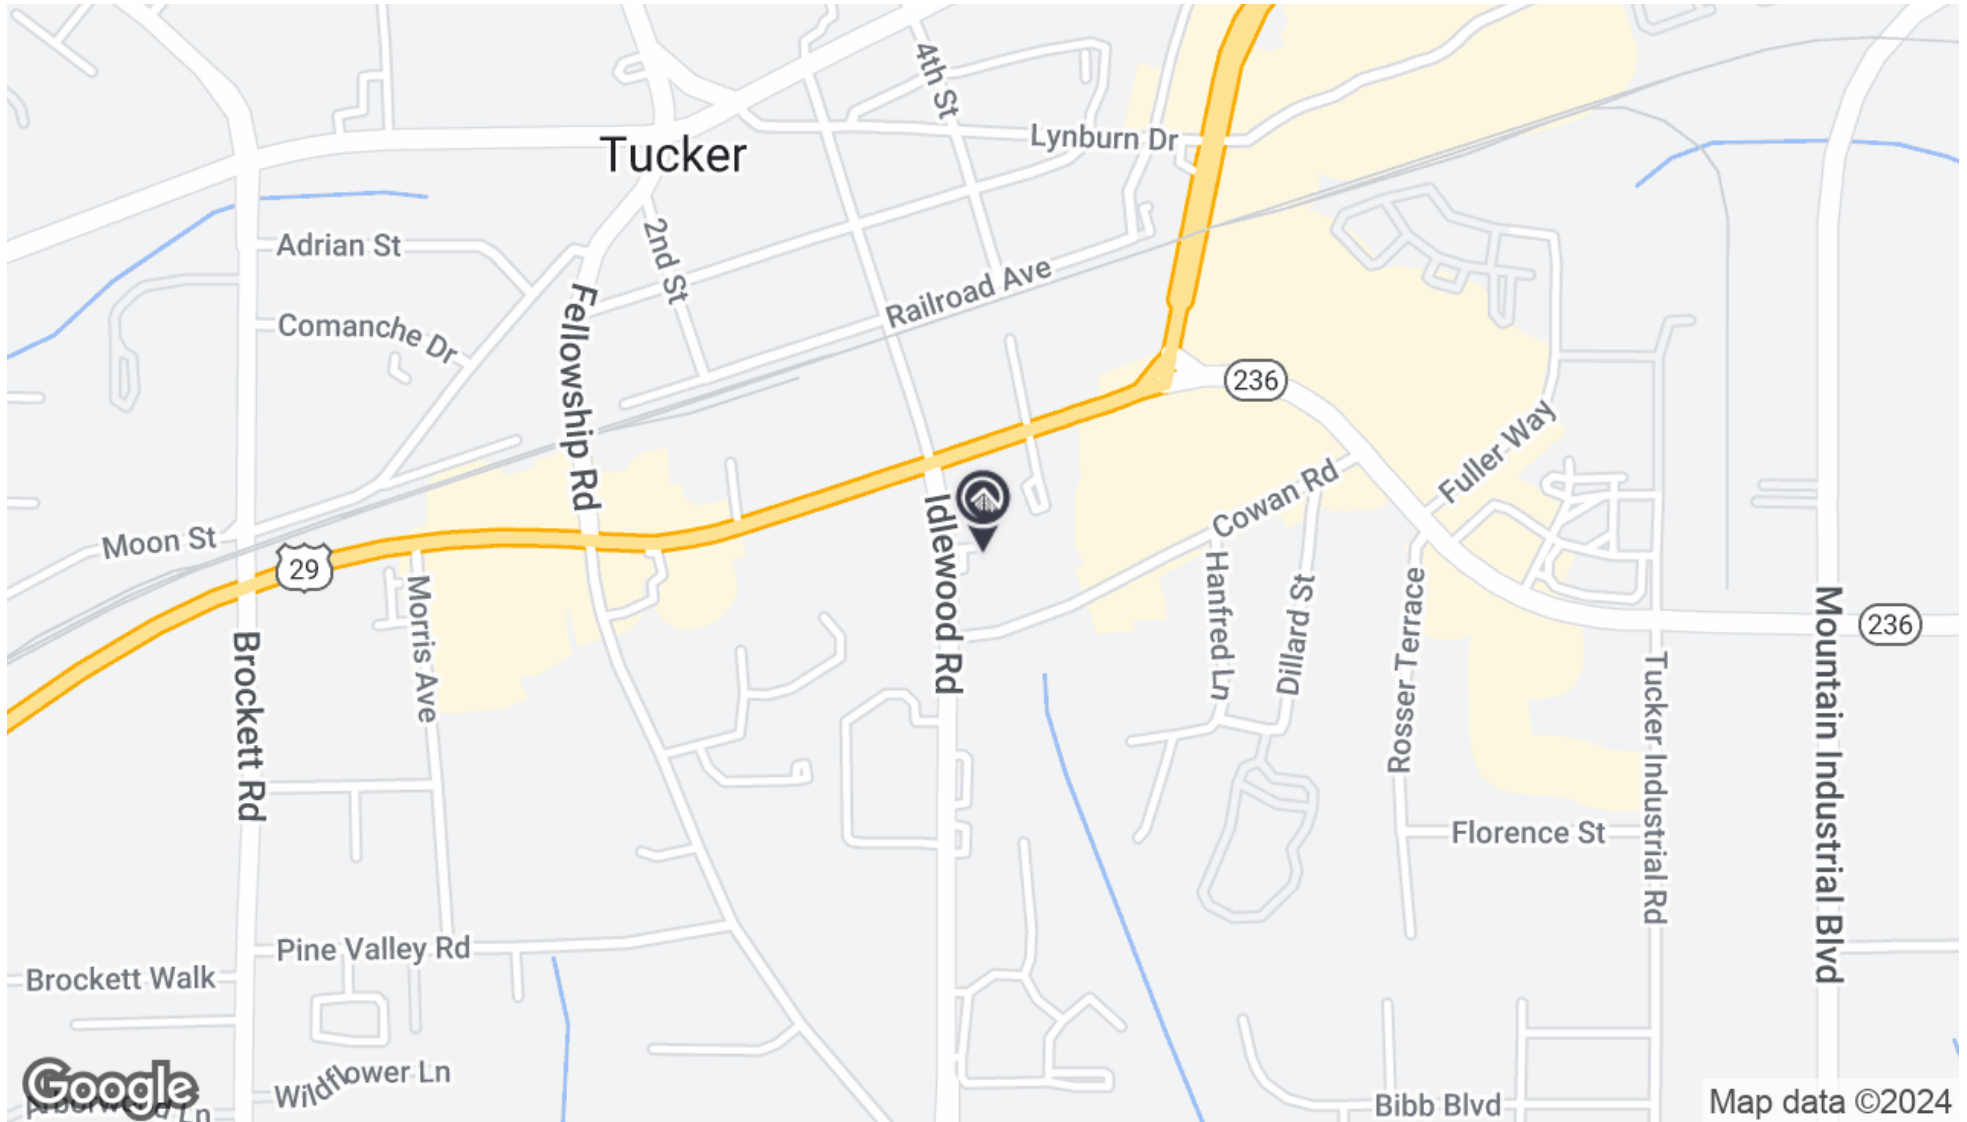 4th St
Lynburn Dr
Tucker
Adrian St
2nd St
Railroad Ave
Comanche Dr
Fellowship Rd
236
Fuller Way
Cowan Rd
Idlewood Rd
Moon St
29
Morris Ave
Hanfred Ln
Dillard St
Rosser Terrace
Mountain Industrial Blvd
236
Brockett Rd
Tucker Industrial Rd
Florence St
Pine Valley Rd
Brockett Walk
Wildflower Ln
Google
Ln
Bibb Blvd
Map data ©2024